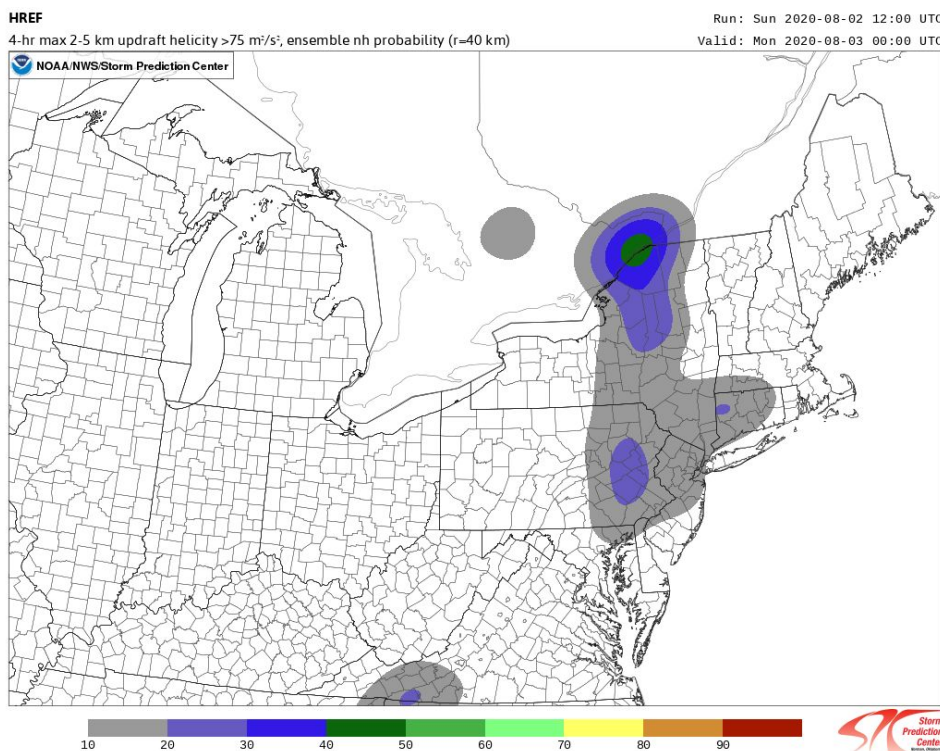 HREF
Run: Sun 2020-08-02 12:00 UTC
4-hr max 2-5 km updraft helicity >75 m²/s², ensemble nh probability (r=40 km)
Valid: Mon 2020-08-03 00:00 UTC
NOAA/NWS/Storm Prediction Center
10 20 30 40 50 60 70 80 90
Storm
Prediction
Center